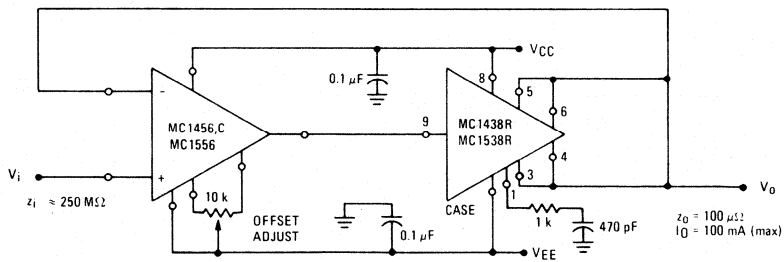 VCC
0.1 µF
8
5
6
9
MC1456,C
MC1556
MC1438R
MC1538R
4
3
1
Vi
zi ≈ 250 MΩ
10 k
OFFSET
ADJUST
0.1 µF
CASE
1 k
470 pF
VEE
Vo
zo = 100 µΩ
IO = 100 mA (max)
−
+